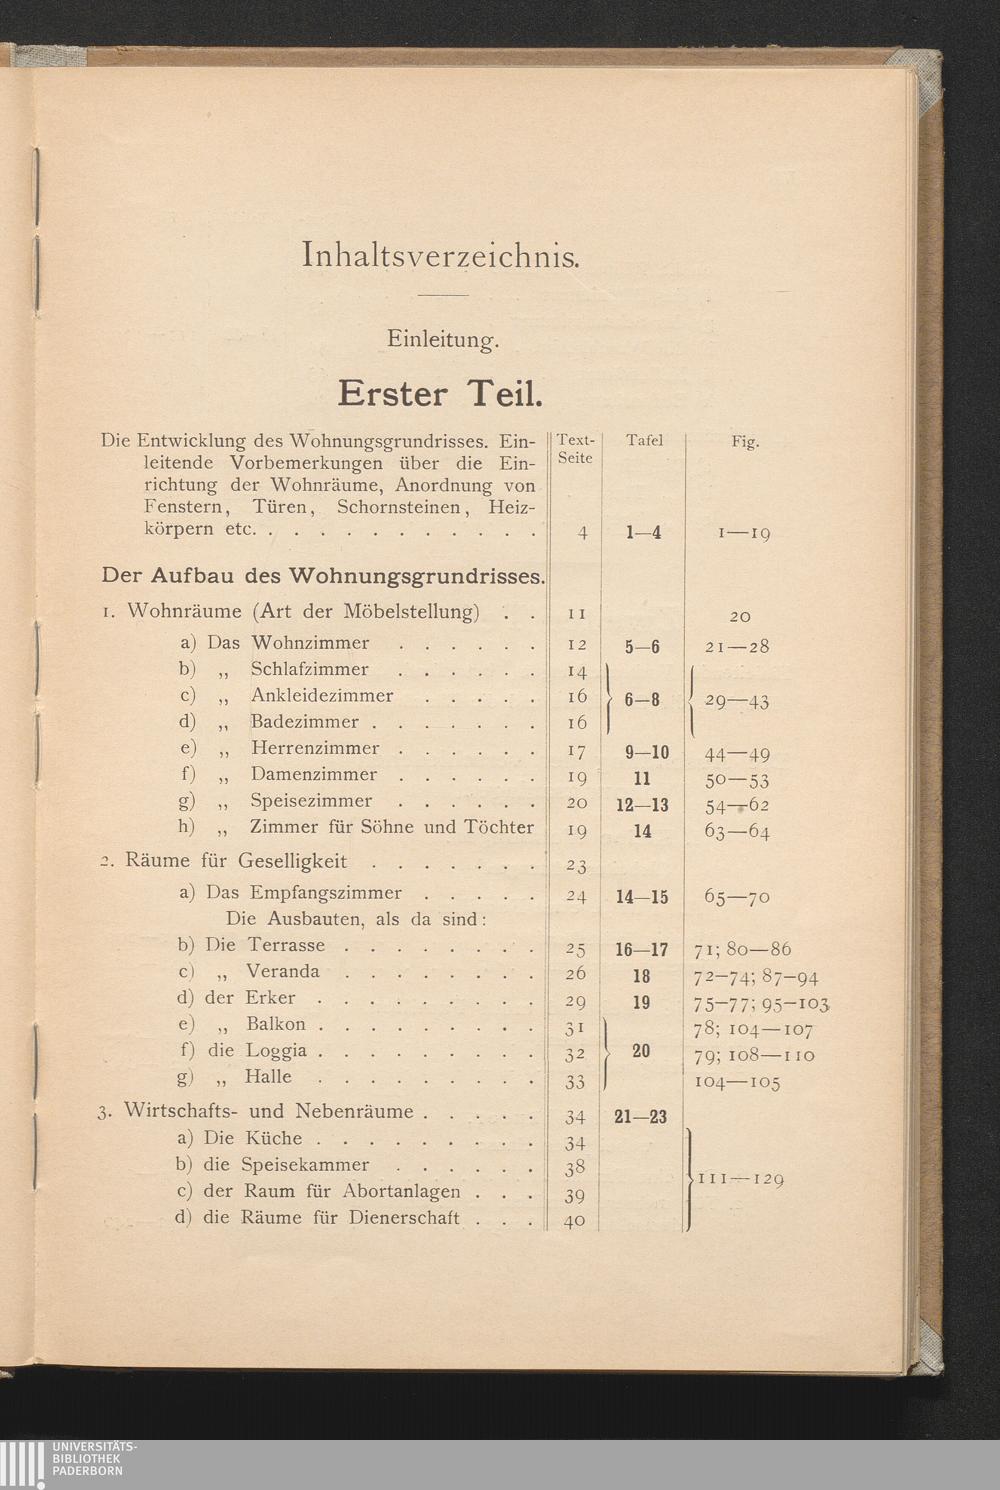 Inhaltsverzeichnis.
Einleitung.
Erster Teil.
Text-Seite Tafel Fig.
Die Entwicklung des Wohnungsgrundrisses. Ein-
leitende Vorbemerkungen über die Ein-
richtung der Wohnräume, Anordnung von
Fenstern, Türen, Schornsteinen, Heiz-
körpern etc. . . . . . . . . . . . 4 1—4 1—19
Der Aufbau des Wohnungsgrundrisses.
1. Wohnräume (Art der Möbelstellung) . . 11 20
a) Das Wohnzimmer . . . . . . 12 5—6 21—28
b) „ Schlafzimmer . . . . . . 14
c) „ Ankleidezimmer . . . . . 16 6—8 29—43
d) „ Badezimmer . . . . . . . 16
e) „ Herrenzimmer . . . . . . 17 9—10 44—49
f) „ Damenzimmer . . . . . . 19 11 50—53
g) „ Speisezimmer . . . . . . 20 12—13 54—62
h) „ Zimmer für Söhne und Töchter 19 14 63—64
2. Räume für Geselligkeit . . . . . . . 23
a) Das Empfangszimmer . . . . . 24 14—15 65—70
Die Ausbauten, als da sind:
b) Die Terrasse . . . . . . . . 25 16—17 71; 80—86
c) „ Veranda . . . . . . . . 26 18 72—74; 87—94
d) der Erker . . . . . . . . . 29 19 75—77; 95—103
e) „ Balkon . . . . . . . . . 31 78; 104—107
f) die Loggia . . . . . . . . . 32 20 79; 108—110
g) „ Halle . . . . . . . . . 33 104—105
3. Wirtschafts- und Nebenräume . . . . . 34 21—23
a) Die Küche . . . . . . . . . 34
b) die Speisekammer . . . . . . 38 111—129
c) der Raum für Abortanlagen . . . 39
d) die Räume für Dienerschaft . . . 40
UNIVERSITÄTS-
BIBLIOTHEK
PADERBORN